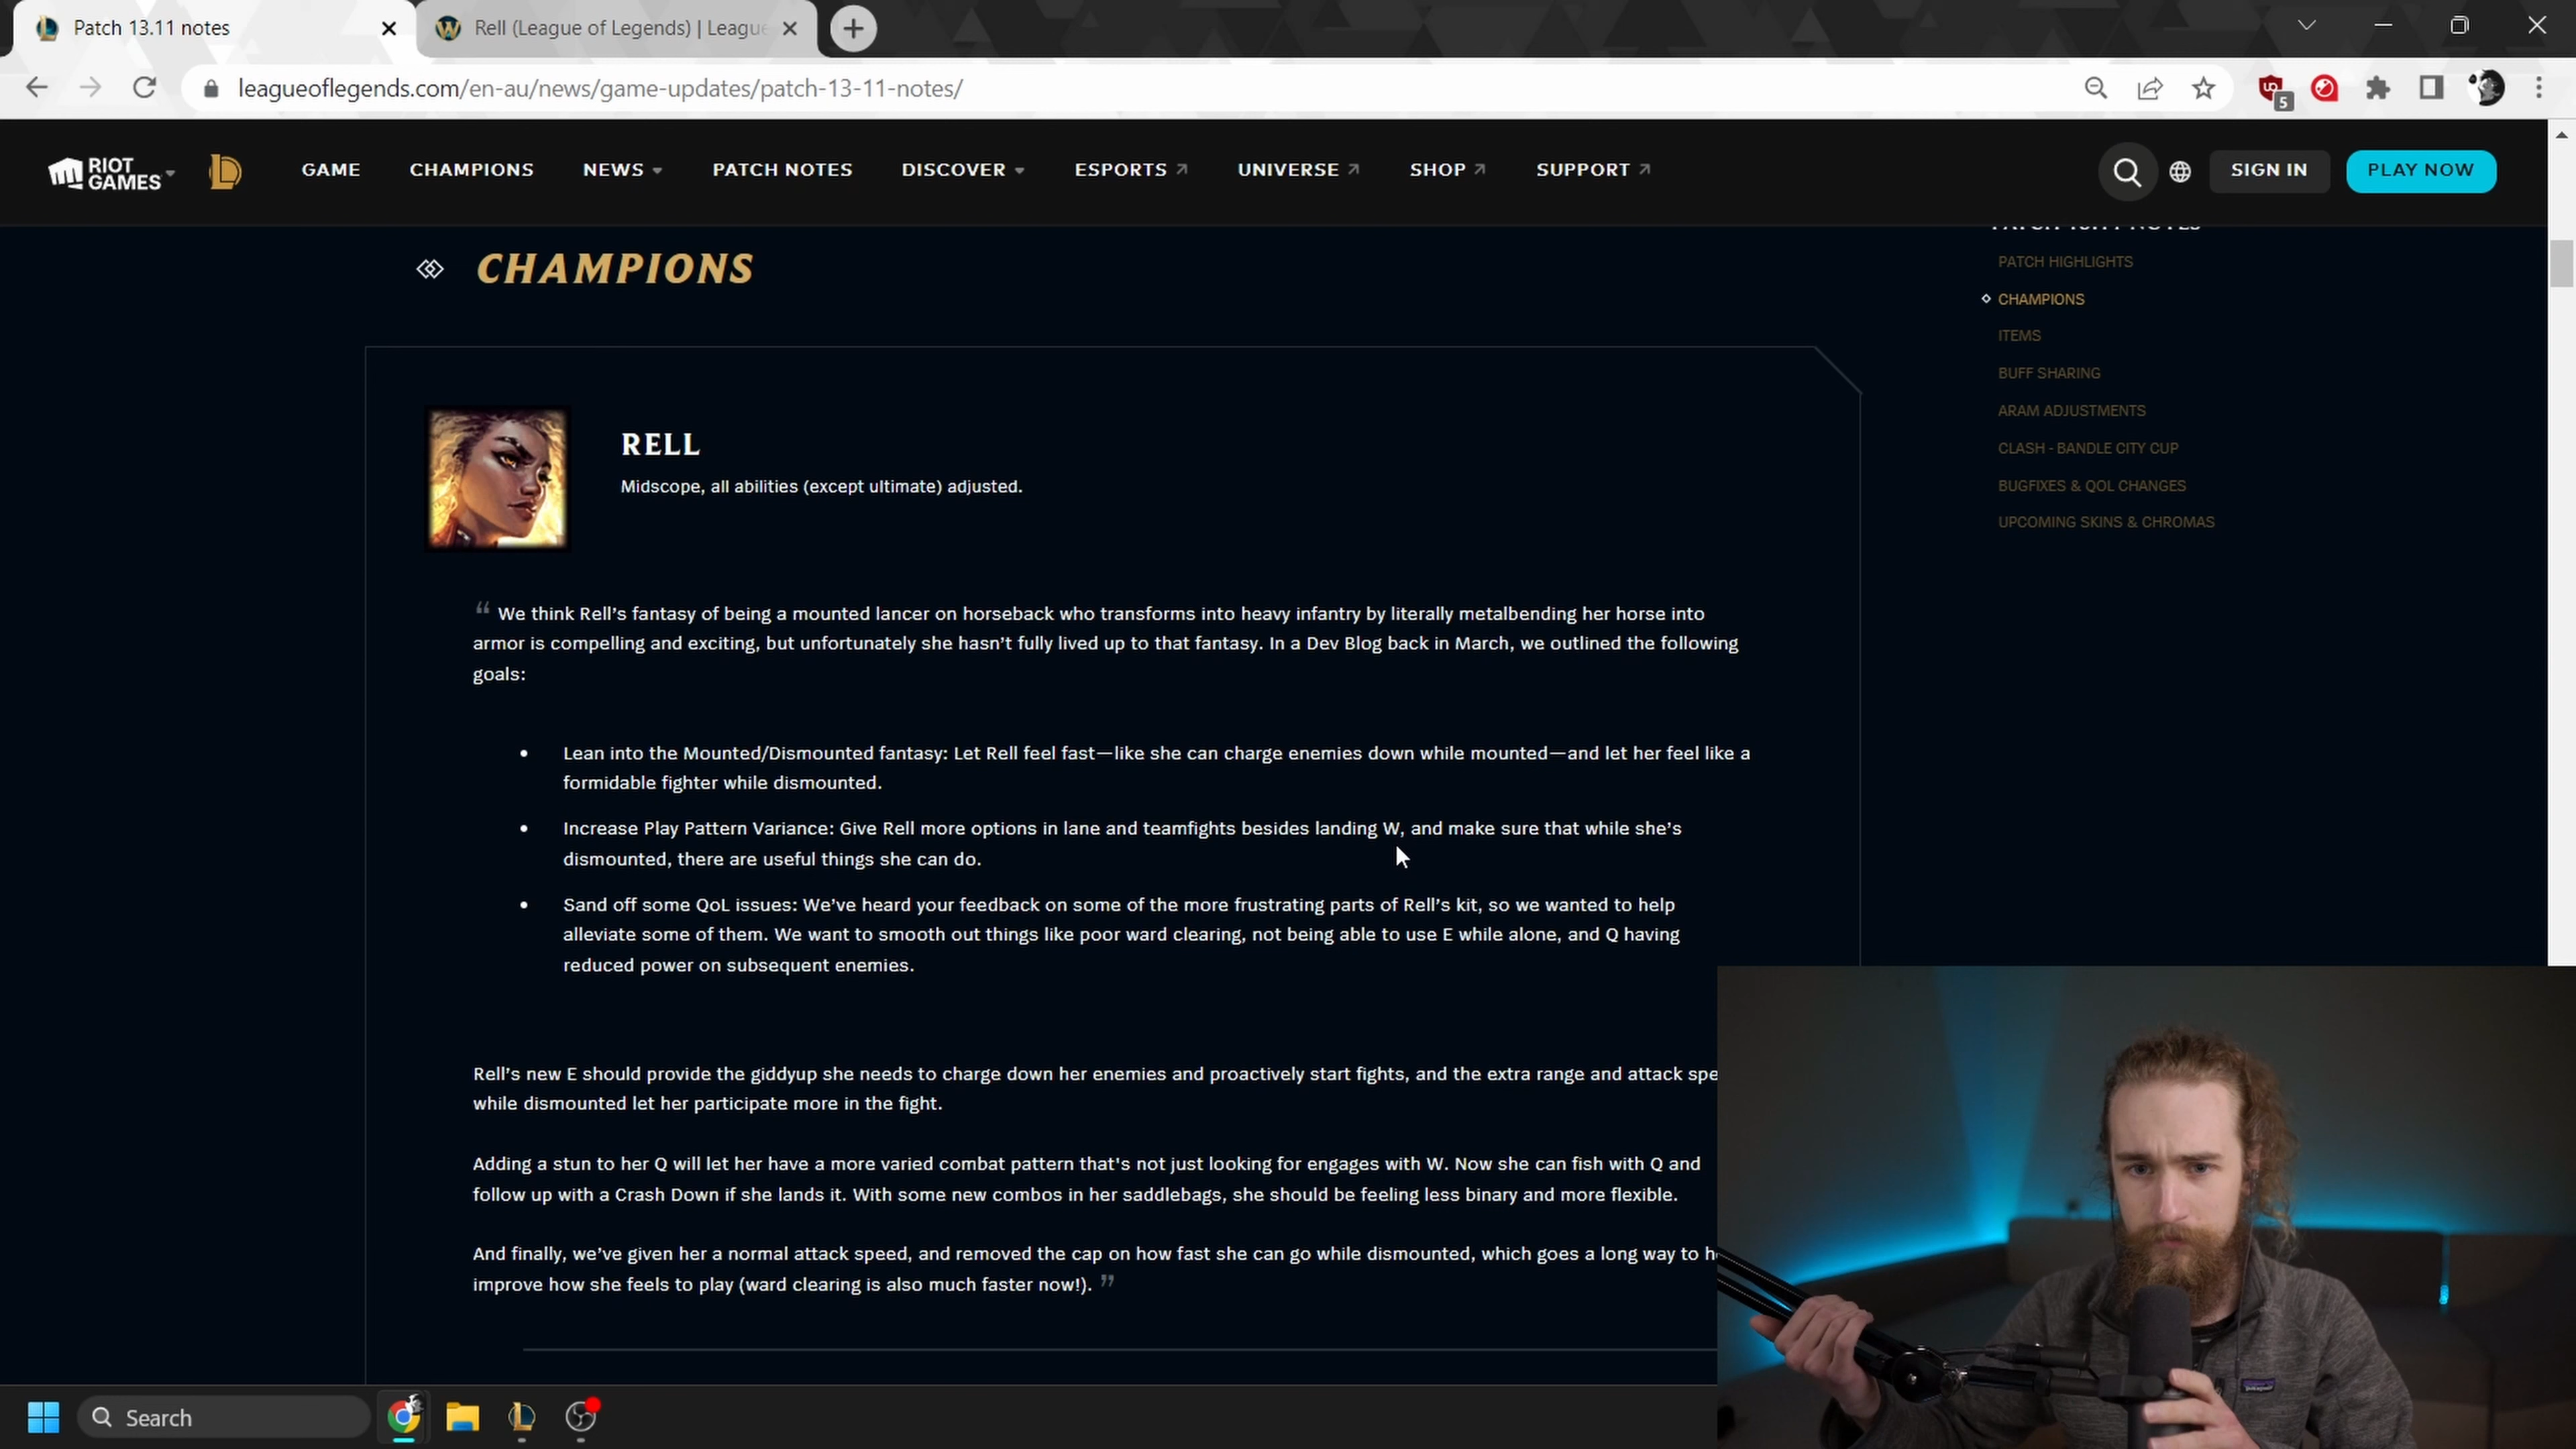 Patch 13.11 notes
Rell (League of Legends) | League
leagueoflegends.com/en-au/news/game-updates/patch-13-11-notes/
5
RIOT GAMES
GAME
CHAMPIONS
NEWS
PATCH NOTES
DISCOVER
ESPORTS
UNIVERSE
SHOP
SUPPORT
SIGN IN
PLAY NOW
CHAMPIONS
PATCH 13.11 NOTES
PATCH HIGHLIGHTS
CHAMPIONS
ITEMS
BUFF SHARING
ARAM ADJUSTMENTS
CLASH - BANDLE CITY CUP
BUGFIXES & QOL CHANGES
UPCOMING SKINS & CHROMAS
RELL
Midscope, all abilities (except ultimate) adjusted.
“ We think Rell’s fantasy of being a mounted lancer on horseback who transforms into heavy infantry by literally metalbending her horse into
armor is compelling and exciting, but unfortunately she hasn’t fully lived up to that fantasy. In a Dev Blog back in March, we outlined the following
goals:
• Lean into the Mounted/Dismounted fantasy: Let Rell feel fast—like she can charge enemies down while mounted—and let her feel like a
formidable fighter while dismounted.
• Increase Play Pattern Variance: Give Rell more options in lane and teamfights besides landing W, and make sure that while she’s
dismounted, there are useful things she can do.
• Sand off some QoL issues: We’ve heard your feedback on some of the more frustrating parts of Rell’s kit, so we wanted to help
alleviate some of them. We want to smooth out things like poor ward clearing, not being able to use E while alone, and Q having
reduced power on subsequent enemies.
Rell’s new E should provide the giddyup she needs to charge down her enemies and proactively start fights, and the extra range and attack spe
while dismounted let her participate more in the fight.
Adding a stun to her Q will let her have a more varied combat pattern that's not just looking for engages with W. Now she can fish with Q and
follow up with a Crash Down if she lands it. With some new combos in her saddlebags, she should be feeling less binary and more flexible.
And finally, we’ve given her a normal attack speed, and removed the cap on how fast she can go while dismounted, which goes a long way to h
improve how she feels to play (ward clearing is also much faster now!). ”
Search